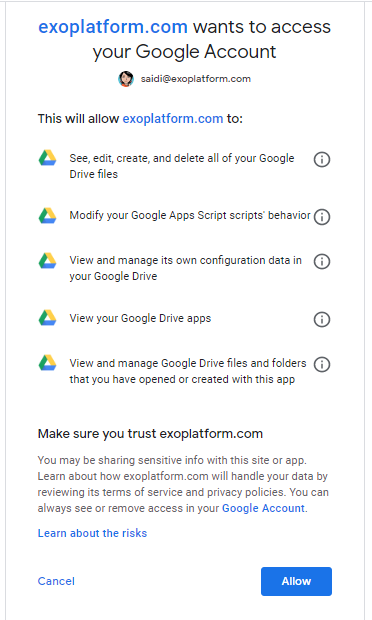 exoplatform.com wants to access
your Google Account
saidi@exoplatform.com
This will allow exoplatform.com to:
See, edit, create, and delete all of your Google
Drive files
Modify your Google Apps Script scripts' behavior
View and manage its own configuration data in
your Google Drive
View your Google Drive apps
View and manage Google Drive files and folders
that you have opened or created with this app
Make sure you trust exoplatform.com
You may be sharing sensitive info with this site or app.
Learn about how exoplatform.com will handle your data by
reviewing its terms of service and privacy policies. You can
always see or remove access in your Google Account.
Learn about the risks
Cancel
Allow